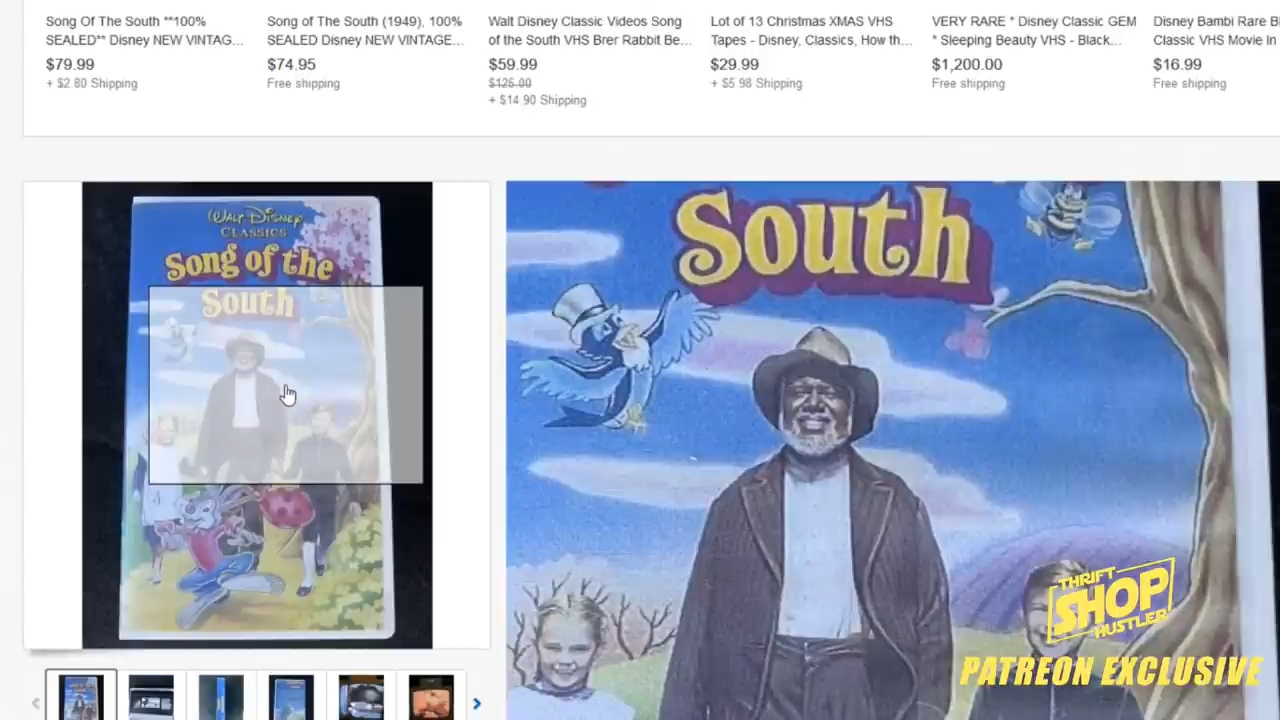 Song Of The South **100%
SEALED** Disney NEW VINTAG...
$79.99
+ $2.80 Shipping
Song of The South (1949), 100%
SEALED Disney NEW VINTAGE...
$74.95
Free shipping
Walt Disney Classic Videos Song
of the South VHS Brer Rabbit Be...
$59.99
$125.00
+ $14.90 Shipping
Lot of 13 Christmas XMAS VHS
Tapes - Disney, Classics, How th...
$29.99
+ $5.98 Shipping
VERY RARE * Disney Classic GEM
* Sleeping Beauty VHS - Black...
$1,200.00
Free shipping
Disney Bambi Rare B
Classic VHS Movie In
$16.99
Free shipping
WALT DISNEY
CLASSICS
Song of the
South
South
THRIFT
SHOP
HUSTLER
PATREON EXCLUSIVE